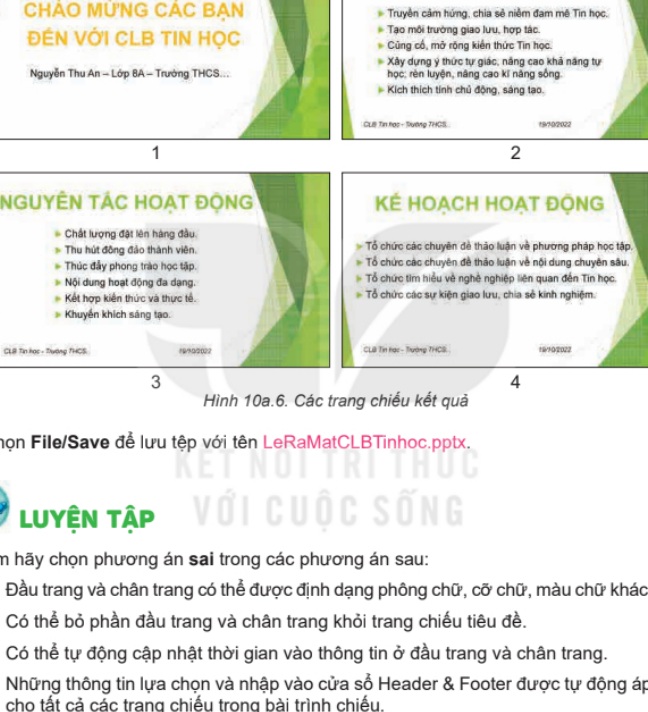 CHÀO MỪNG CÁC BẠN
ĐẾN VỚI CLB TIN HỌC
Nguyễn Thu An – Lớp 8A – Trường THCS...
1
Truyền cảm hứng, chia sẻ niềm đam mê Tin học.
Tạo môi trường giao lưu, hợp tác.
Củng cố, mở rộng kiến thức Tin học.
Xây dựng ý thức tự giác, nâng cao khả năng tự
học; rèn luyện, nâng cao kĩ năng sống.
Kích thích tính chủ động, sáng tạo.
CLB Tin học – Trường THCS...
19/10/2022
2
NGUYÊN TẮC HOẠT ĐỘNG
Chất lượng đặt lên hàng đầu.
Thu hút đông đảo thành viên.
Thúc đẩy phong trào học tập.
Nội dung hoạt động đa dạng.
Kết hợp kiến thức và thực tế.
Khuyến khích sáng tạo.
CLB Tin học – Trường THCS...
19/10/2022
3
KẾ HOẠCH HOẠT ĐỘNG
Tổ chức các chuyên đề thảo luận về phương pháp học tập.
Tổ chức các chuyên đề thảo luận về nội dung chuyên sâu.
Tổ chức tìm hiểu về nghề nghiệp liên quan đến Tin học.
Tổ chức các sự kiện giao lưu, chia sẻ kinh nghiệm.
CLB Tin học – Trường THCS...
19/10/2022
4
Hình 10a.6. Các trang chiếu kết quả
họn File/Save để lưu tệp với tên LeRaMatCLBTinhoc.pptx.
KẾT NỐI TRI THỨC
VỚI CUỘC SỐNG
LUYỆN TẬP
m hãy chọn phương án sai trong các phương án sau:
Đầu trang và chân trang có thể được định dạng phông chữ, cỡ chữ, màu chữ khác
Có thể bỏ phần đầu trang và chân trang khỏi trang chiếu tiêu đề.
Có thể tự động cập nhật thời gian vào thông tin ở đầu trang và chân trang.
Những thông tin lựa chọn và nhập vào cửa sổ Header & Footer được tự động áp
cho tất cả các trang chiếu trong bài trình chiếu.